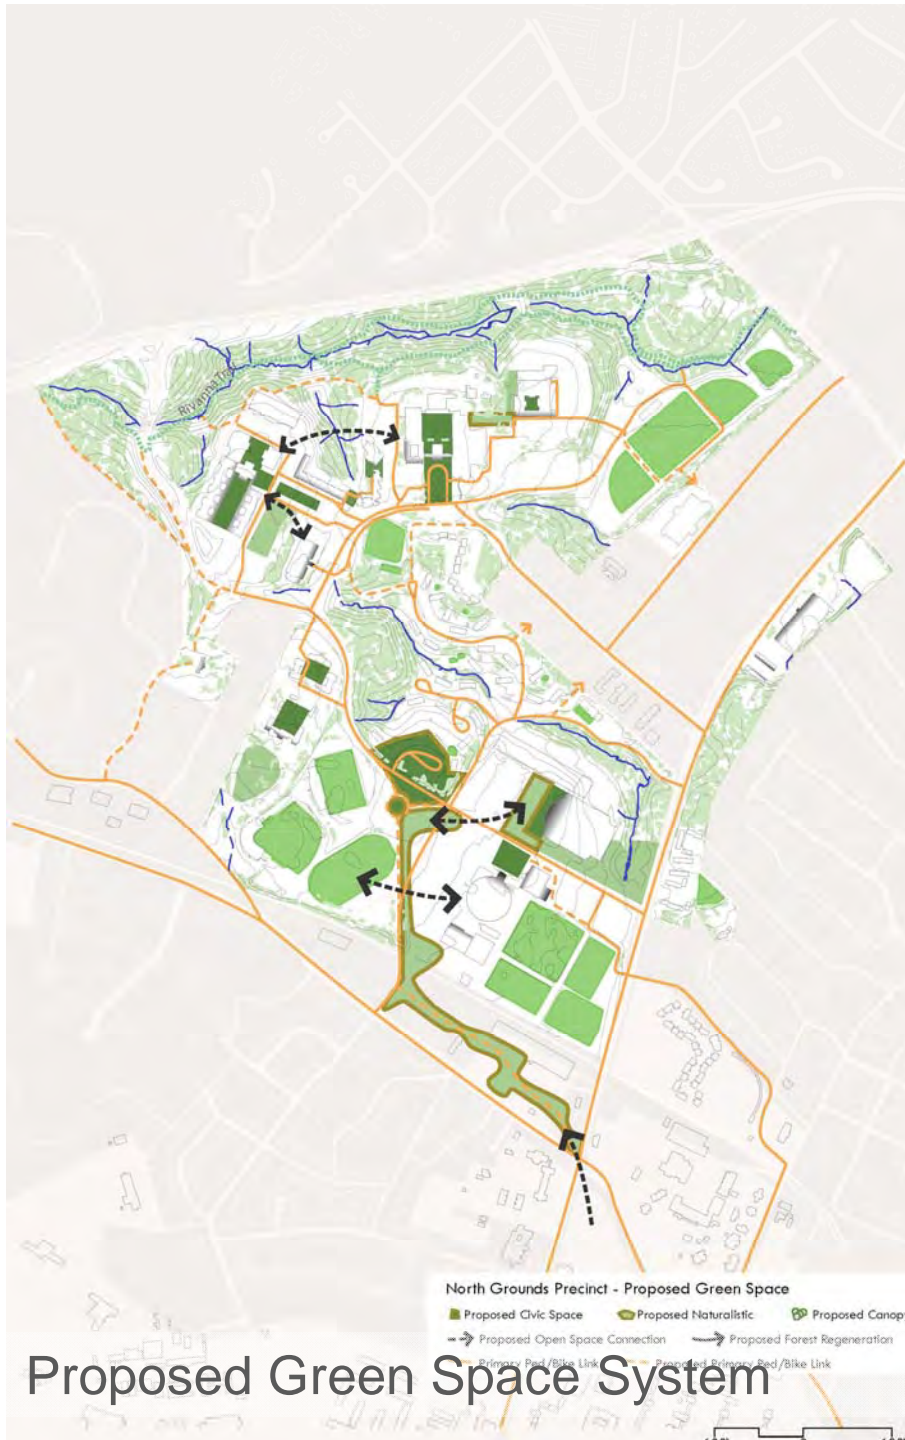 Rivanna Trail
North Grounds Precinct - Proposed Green Space
Proposed Civic Space Proposed Naturalistic Proposed Canop
Proposed Open Space Connection Proposed Forest Regeneration
Primary Ped/Bike Link Proposed Primary Ped/Bike Link
Proposed Green Space System